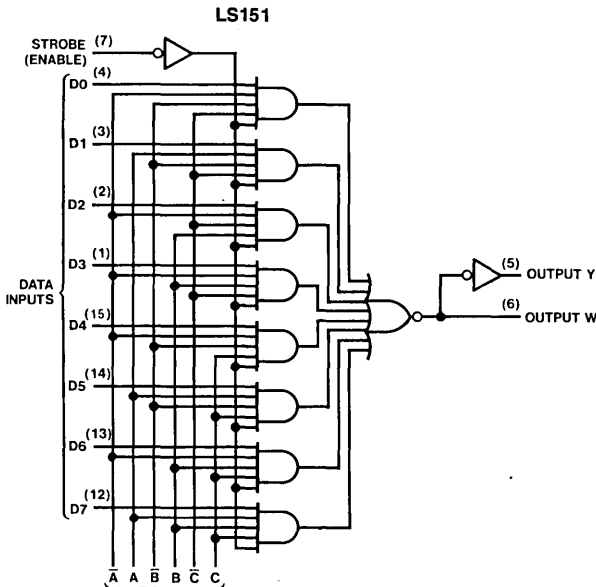 LS151
STROBE (7)
(ENABLE)
D0 (4)
D1 (3)
D2 (2)
D3 (1)
DATA
INPUTS
D4 (15)
D5 (14)
D6 (13)
D7 (12)
(5) OUTPUT Y
(6) OUTPUT W
A̅ A B̅ B C̅ C